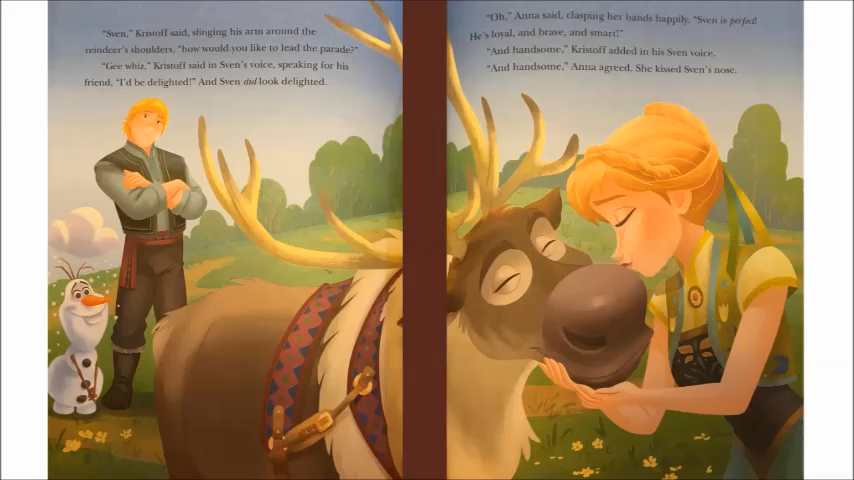 "Sven," Kristoff said, slinging his arm around the
reindeer's shoulders, "how would you like to lead the parade?"
"Gee whiz," Kristoff said in Sven's voice, speaking for his
friend, "I'd be delighted!" And Sven did look delighted.
"Oh," Anna said, clasping her hands happily, "Sven is perfect!
He's loyal, and brave, and smart!"
"And handsome," Kristoff added in his Sven voice.
"And handsome," Anna agreed. She kissed Sven's nose.